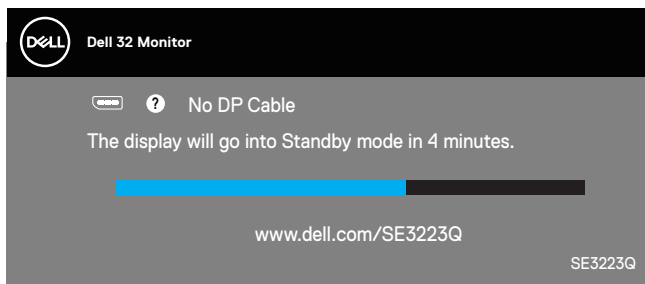 DELL
Dell 32 Monitor
? No DP Cable
The display will go into Standby mode in 4 minutes.
www.dell.com/SE3223Q
SE3223Q